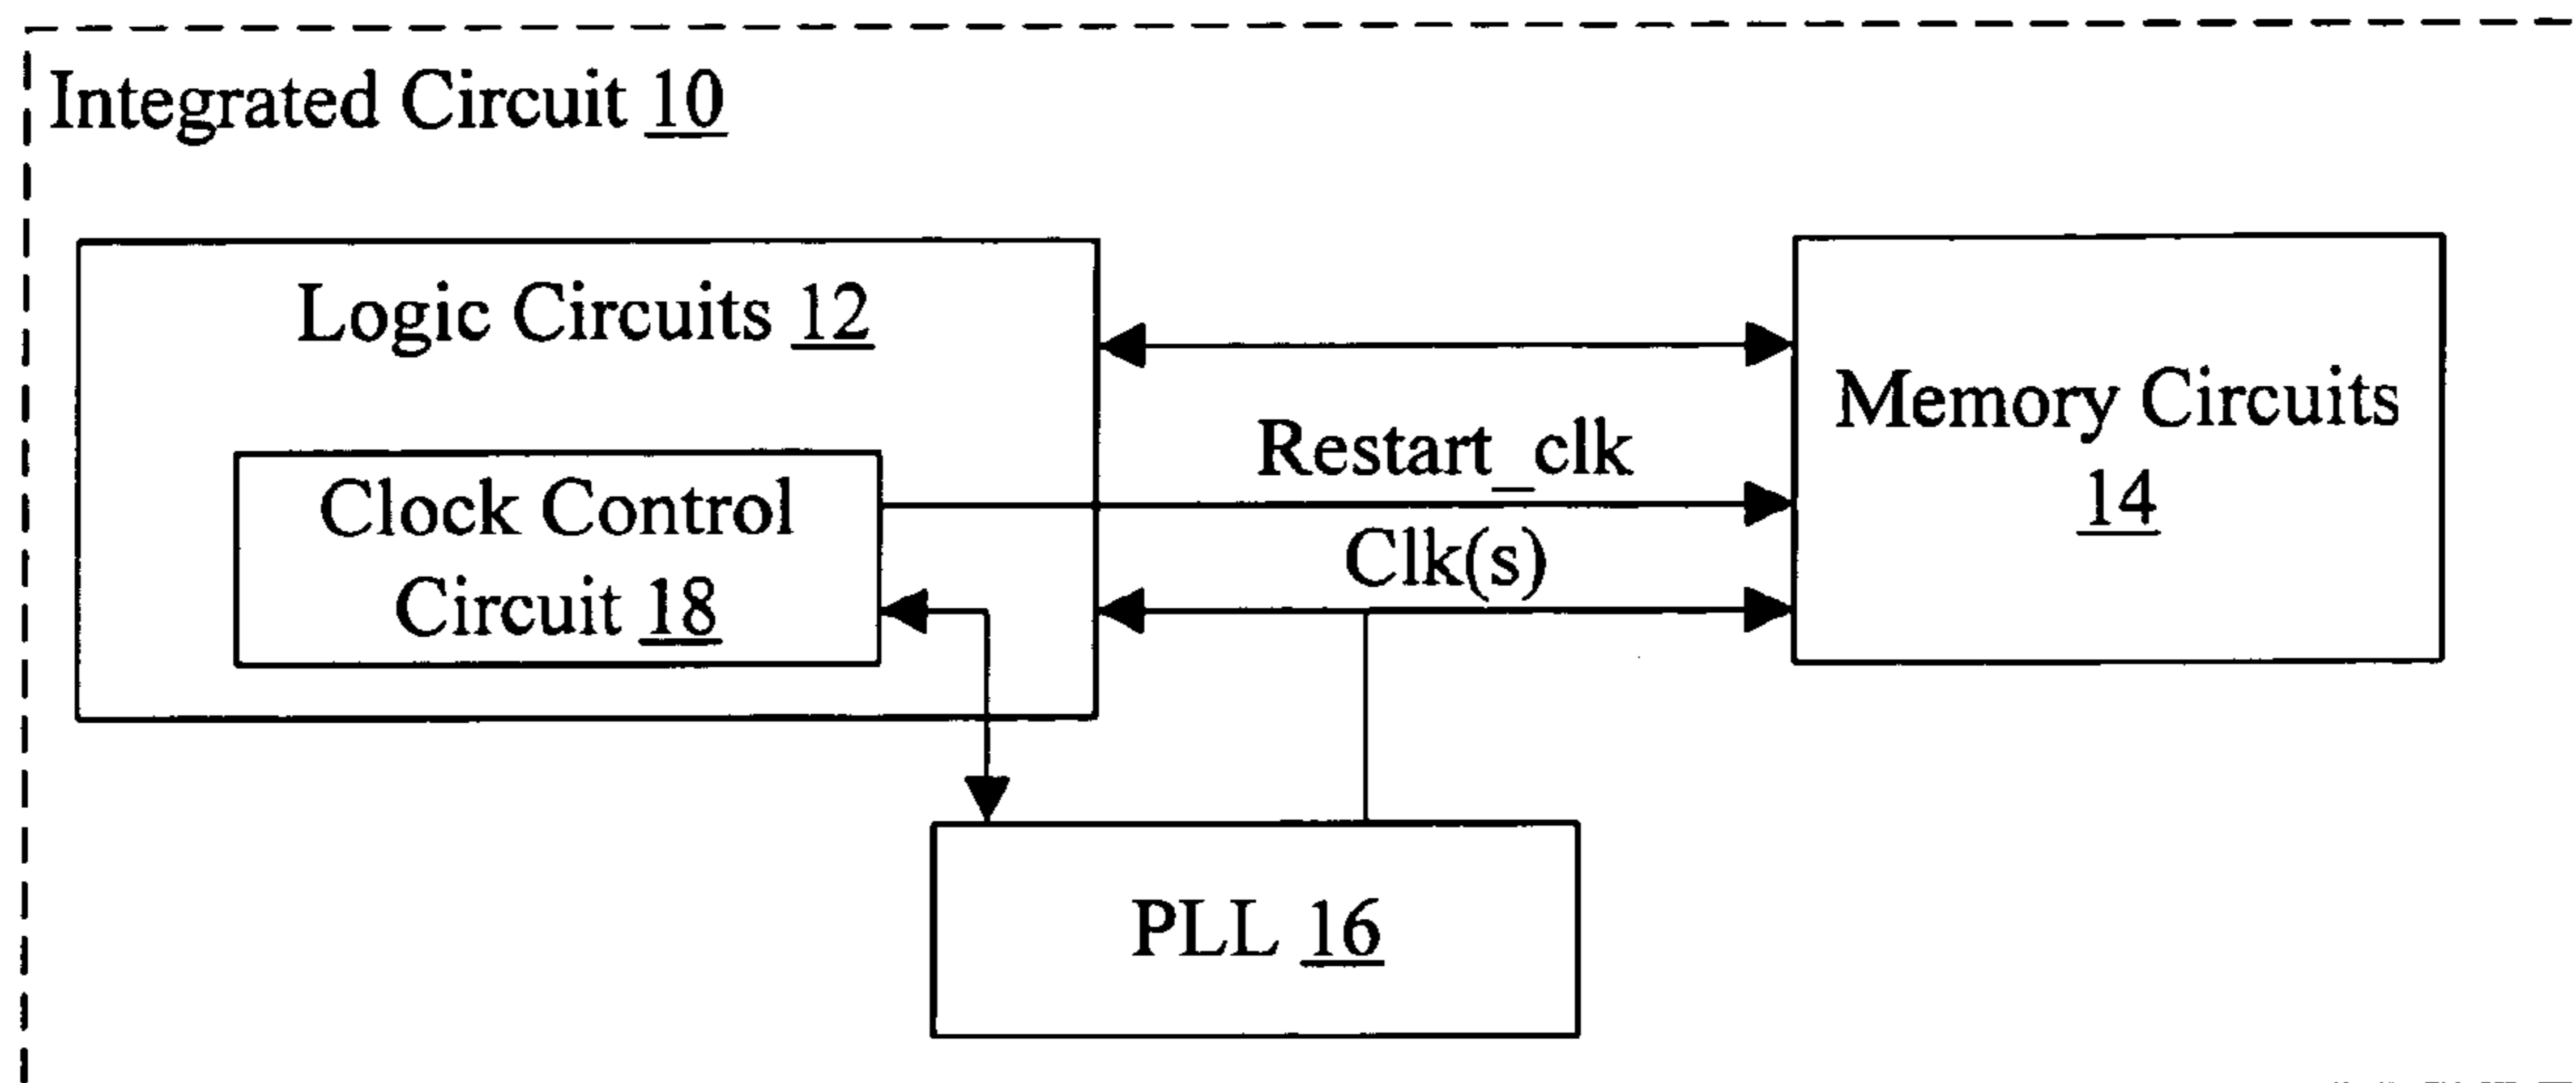 Integrated Circuit 10
Logic Circuits 12
Memory Circuits
14
Restart_clk
Clock Control
Circuit 18
Clk(s)
PLL 16